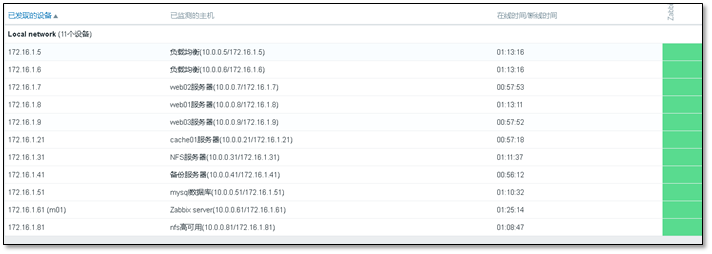 已发现的设备▲ 已监测的主机 在线时间/断线时间 Zabbix
Local network (11个设备)
172.16.1.5 负载均衡(10.0.0.5/172.16.1.5) 01:13:16
172.16.1.6 负载均衡(10.0.0.6/172.16.1.6) 01:13:16
172.16.1.7 web02服务器(10.0.0.7/172.16.1.7) 00:57:53
172.16.1.8 web01服务器(10.0.0.8/172.16.1.8) 01:13:11
172.16.1.9 web03服务器(10.0.0.9/172.16.1.9) 00:57:52
172.16.1.21 cache01服务器(10.0.0.21/172.16.1.21) 00:57:18
172.16.1.31 NFS服务器(10.0.0.31/172.16.1.31) 01:11:37
172.16.1.41 备份服务器(10.0.0.41/172.16.1.41) 00:56:12
172.16.1.51 mysql数据库(10.0.0.51/172.16.1.51) 01:10:32
172.16.1.61 (m01) Zabbix server(10.0.0.61/172.16.1.61) 01:25:14
172.16.1.81 nfs高可用(10.0.0.81/172.16.1.81) 01:08:47